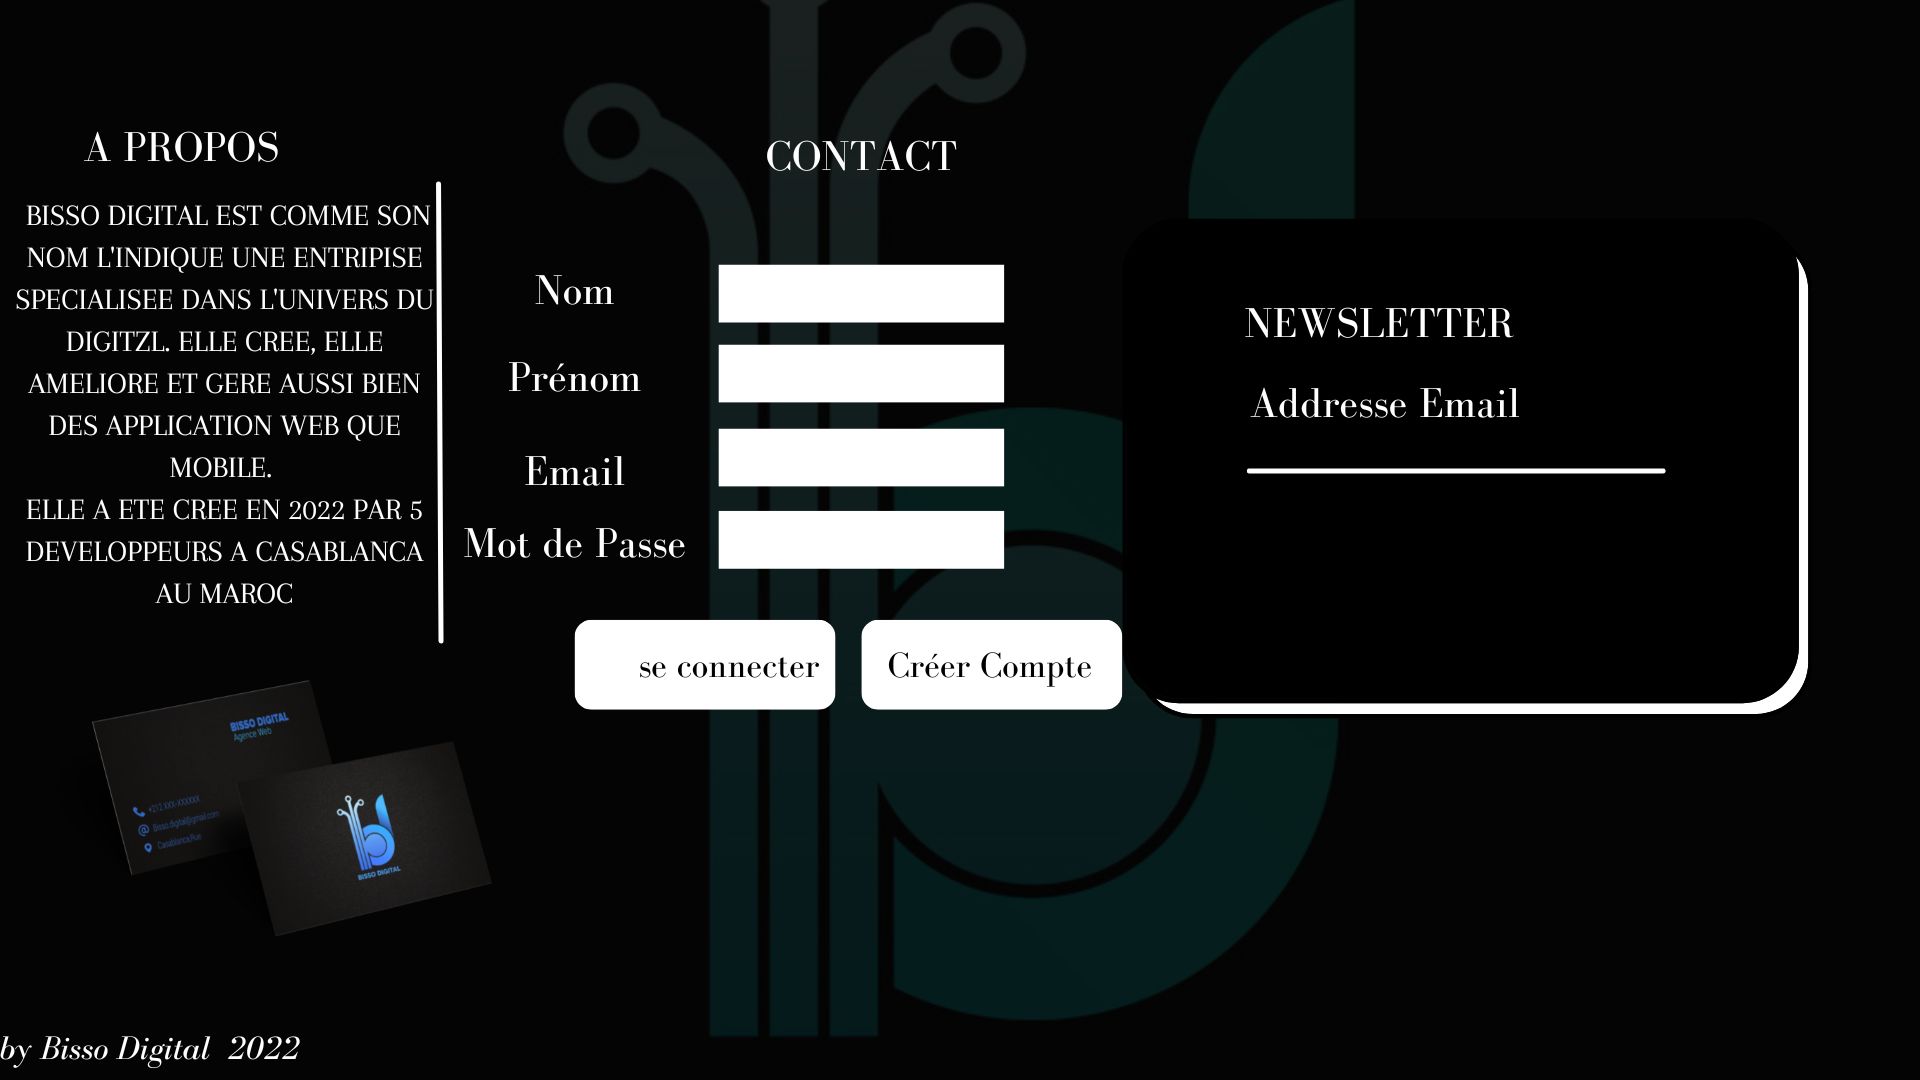 A PROPOS
BISSO DIGITAL EST COMME SON
NOM L'INDIQUE UNE ENTRIPISE
SPECIALISEE DANS L'UNIVERS DU
DIGITZL. ELLE CREE, ELLE
AMELIORE ET GERE AUSSI BIEN
DES APPLICATION WEB QUE
MOBILE.
ELLE A ETE CREE EN 2022 PAR 5
DEVELOPPEURS A CASABLANCA
AU MAROC
CONTACT
Nom
Prénom
Email
Mot de Passe
se connecter
Créer Compte
NEWSLETTER
Addresse Email
BISSO DIGITAL
Agence Web
+212 XXX-XXXXXX
Bisso.digital@gmail.com
Casablanca,Rue
BISSO DIGITAL
by Bisso Digital 2022